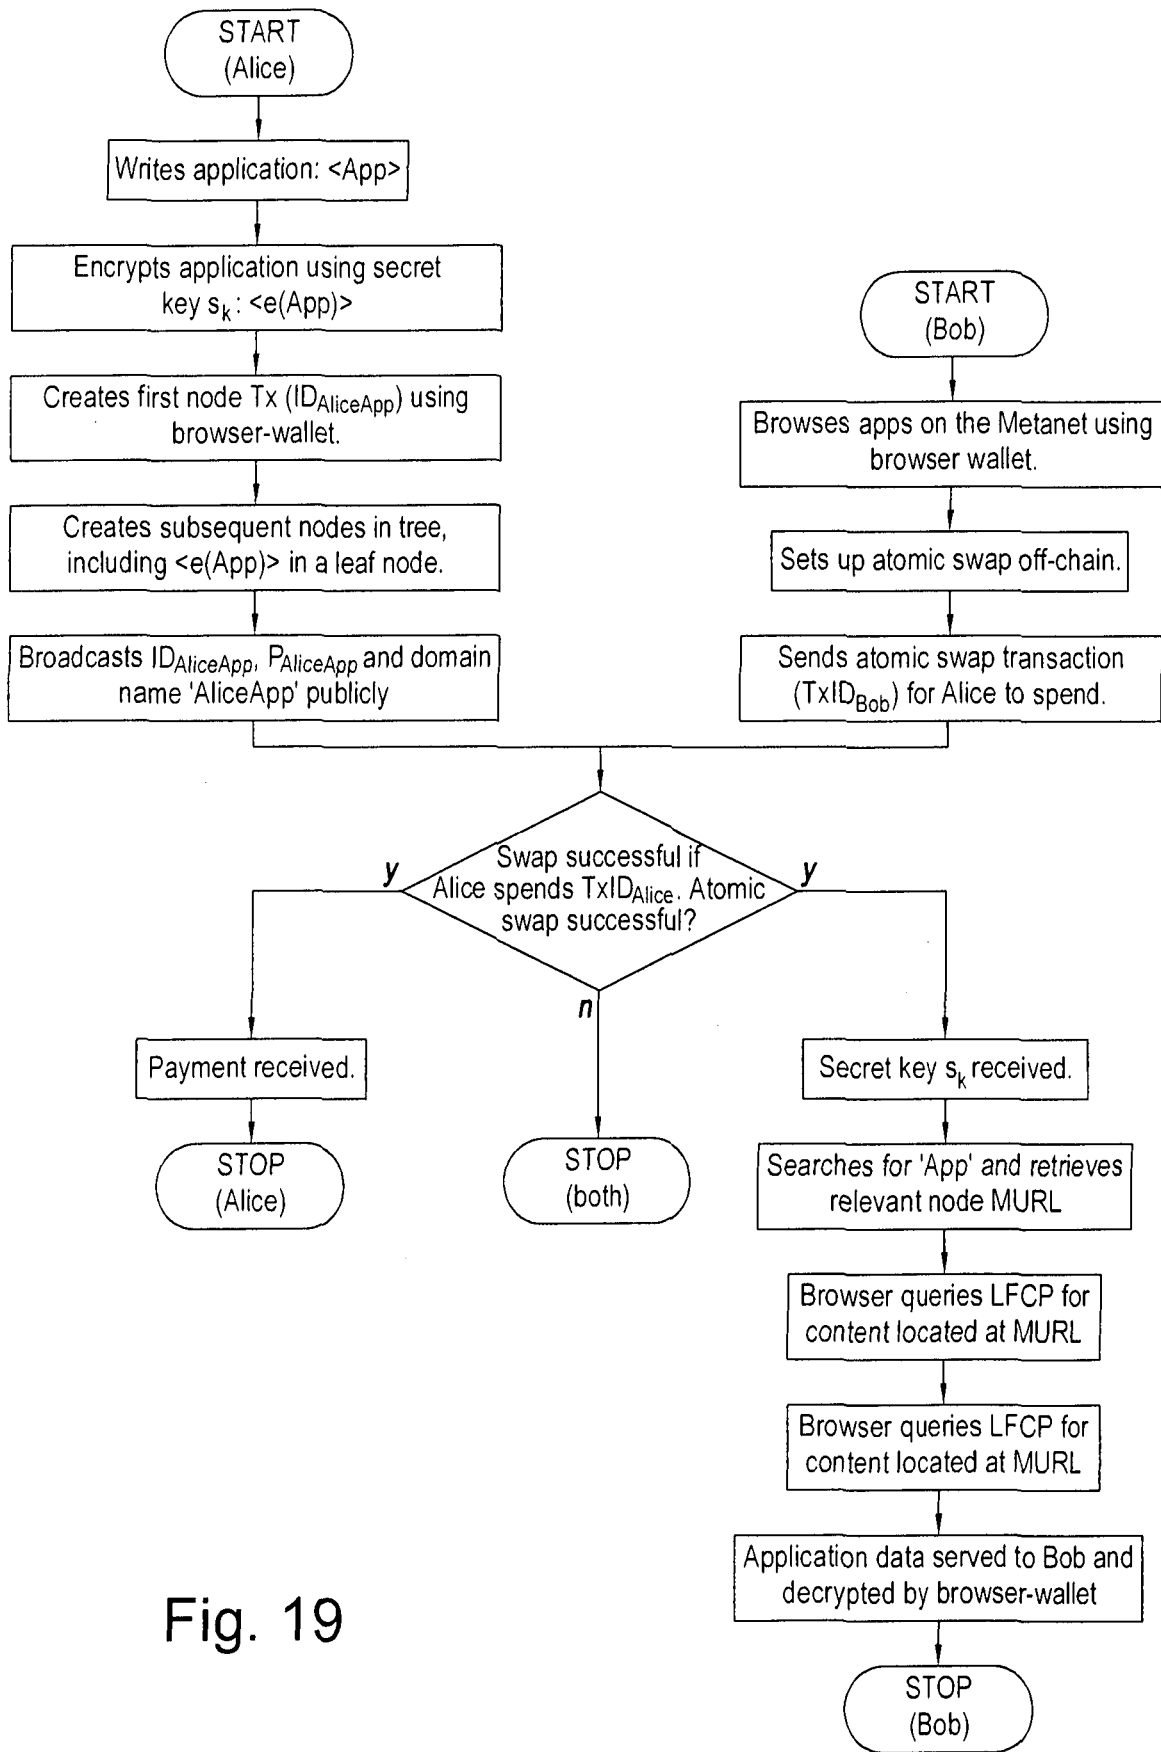 START
(Alice)
Writes application: <App>
Encrypts application using secret
key sk: <e(App)>
Creates first node Tx (IDAliceApp) using
browser-wallet.
Creates subsequent nodes in tree,
including <e(App)> in a leaf node.
Broadcasts IDAliceApp, PAliceApp and domain
name 'AliceApp' publicly
START
(Bob)
Browses apps on the Metanet using
browser wallet.
Sets up atomic swap off-chain.
Sends atomic swap transaction
(TxIDBob) for Alice to spend.
Swap successful if
Alice spends TxIDAlice. Atomic
swap successful?
y
y
n
Payment received.
STOP
(Alice)
STOP
(both)
Secret key sk received.
Searches for 'App' and retrieves
relevant node MURL
Browser queries LFCP for
content located at MURL
Browser queries LFCP for
content located at MURL
Application data served to Bob and
decrypted by browser-wallet
STOP
(Bob)
Fig. 19